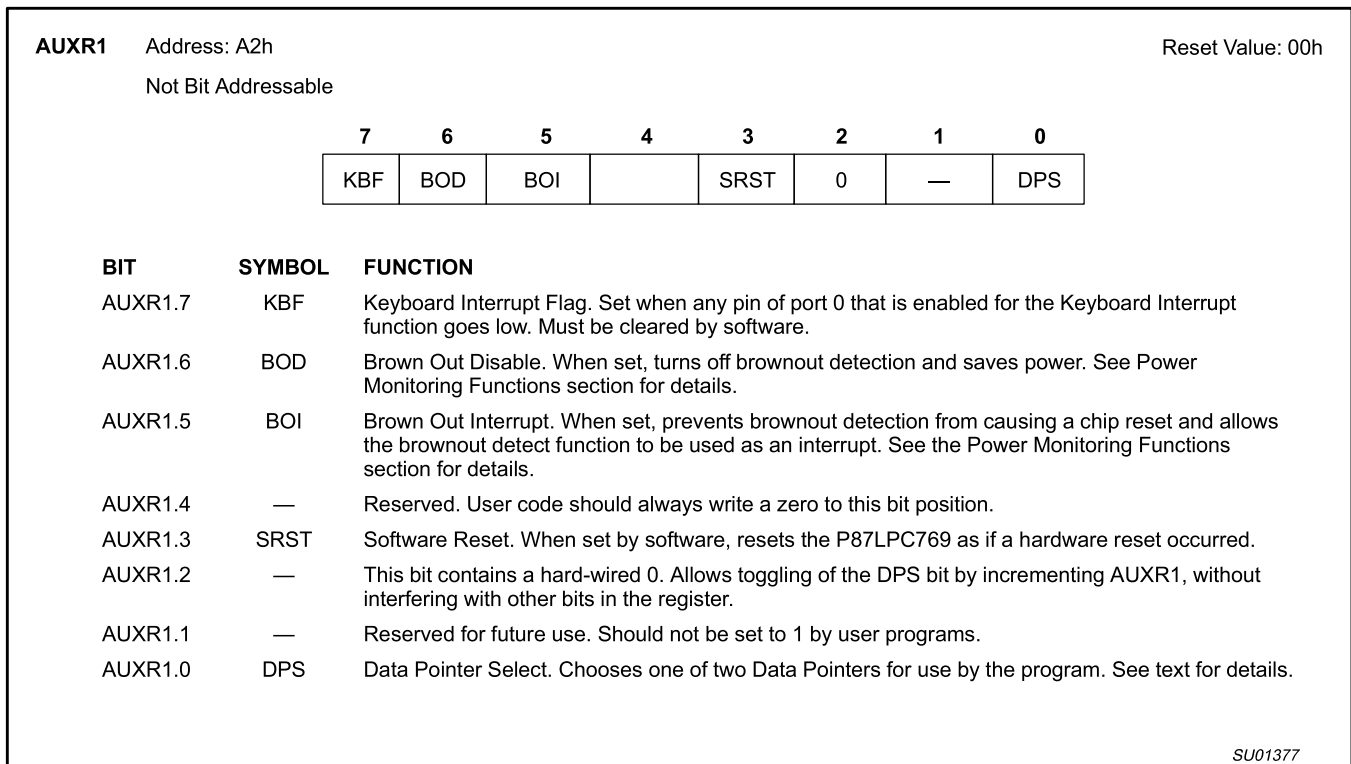 AUXR1 Address: A2h Reset Value: 00h
Not Bit Addressable
7 6 5 4 3 2 1 0
KBF BOD BOI SRST 0 — DPS
BIT SYMBOL FUNCTION
AUXR1.7 KBF Keyboard Interrupt Flag. Set when any pin of port 0 that is enabled for the Keyboard Interrupt
function goes low. Must be cleared by software.
AUXR1.6 BOD Brown Out Disable. When set, turns off brownout detection and saves power. See Power
Monitoring Functions section for details.
AUXR1.5 BOI Brown Out Interrupt. When set, prevents brownout detection from causing a chip reset and allows
the brownout detect function to be used as an interrupt. See the Power Monitoring Functions
section for details.
AUXR1.4 — Reserved. User code should always write a zero to this bit position.
AUXR1.3 SRST Software Reset. When set by software, resets the P87LPC769 as if a hardware reset occurred.
AUXR1.2 — This bit contains a hard-wired 0. Allows toggling of the DPS bit by incrementing AUXR1, without
interfering with other bits in the register.
AUXR1.1 — Reserved for future use. Should not be set to 1 by user programs.
AUXR1.0 DPS Data Pointer Select. Chooses one of two Data Pointers for use by the program. See text for details.
SU01377